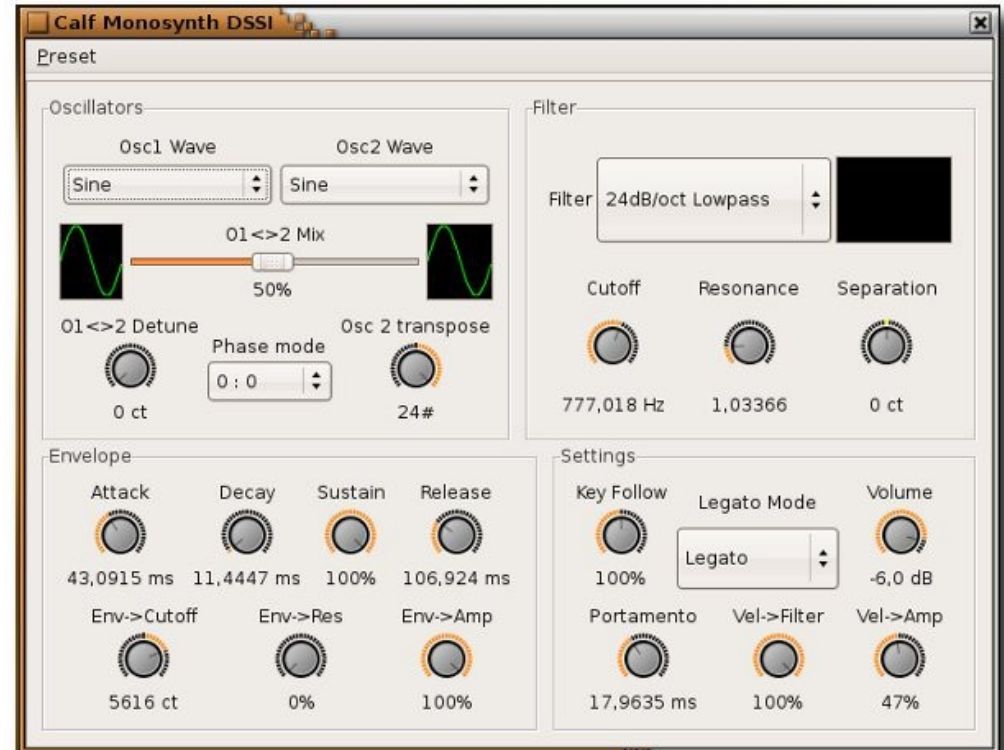 Calf Monosynth DSSI
Preset
Oscillators
Osc1 Wave Osc2 Wave
Sine Sine
O1<>2 Mix
50%
O1<>2 Detune Phase mode Osc 2 transpose
0 : 0
0 ct 24#
Filter
Filter 24dB/oct Lowpass
Cutoff Resonance Separation
777,018 Hz 1,03366 0 ct
Envelope
Attack Decay Sustain Release
43,0915 ms 11,4447 ms 100% 106,924 ms
Env->Cutoff Env->Res Env->Amp
5616 ct 0% 100%
Settings
Key Follow Legato Mode Volume
Legato
100% -6,0 dB
Portamento Vel->Filter Vel->Amp
17,9635 ms 100% 47%